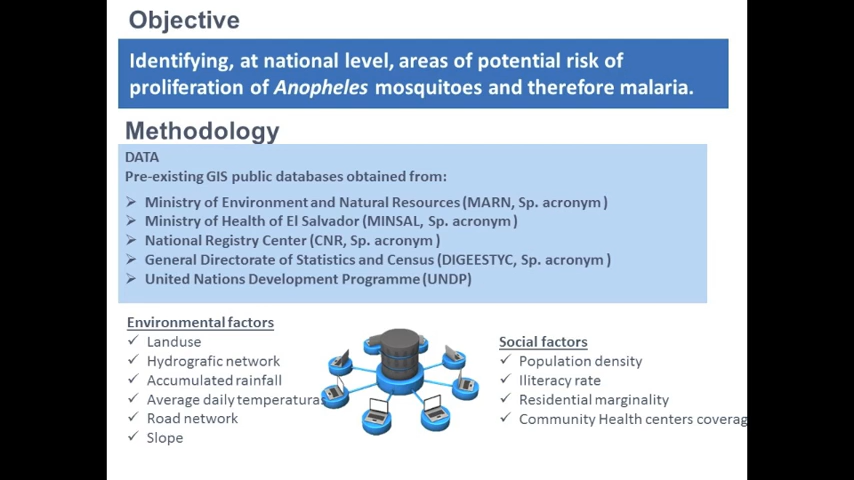 Objective
Identifying, at national level, areas of potential risk of
proliferation of Anopheles mosquitoes and therefore malaria.
Methodology
DATA
Pre-existing GIS public databases obtained from:
Ministry of Environment and Natural Resources (MARN, Sp. acronym )
Ministry of Health of El Salvador (MINSAL, Sp. acronym )
National Registry Center (CNR, Sp. acronym )
General Directorate of Statistics and Census (DIGEESTYC, Sp. acronym )
United Nations Development Programme (UNDP)
Environmental factors
Landuse
Hydrografic network
Accumulated rainfall
Average daily temperaturas
Road network
Slope
Social factors
Population density
Iliteracy rate
Residential marginality
Community Health centers coverag